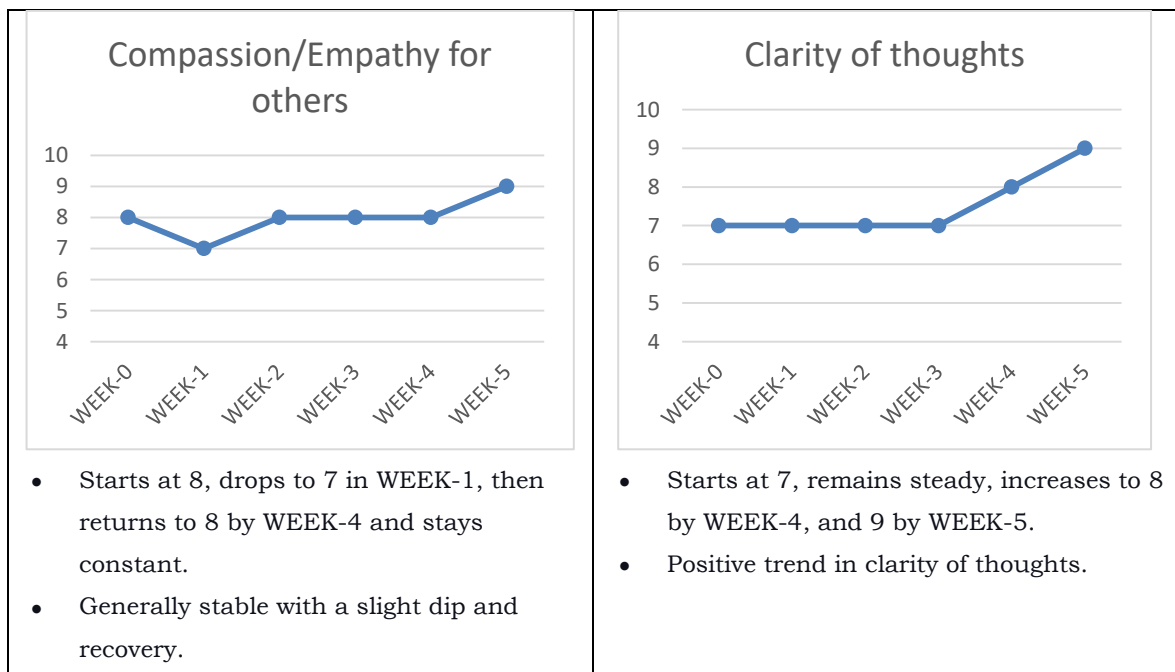 Compassion/Empathy for
others
10
9
8
7
6
5
4
WEEK-0
WEEK-1
WEEK-2
WEEK-3
WEEK-4
WEEK-5
• Starts at 8, drops to 7 in WEEK-1, then
returns to 8 by WEEK-4 and stays
constant.
• Generally stable with a slight dip and
recovery.
Clarity of thoughts
10
9
8
7
6
5
4
WEEK-0
WEEK-1
WEEK-2
WEEK-3
WEEK-4
WEEK-5
• Starts at 7, remains steady, increases to 8
by WEEK-4, and 9 by WEEK-5.
• Positive trend in clarity of thoughts.